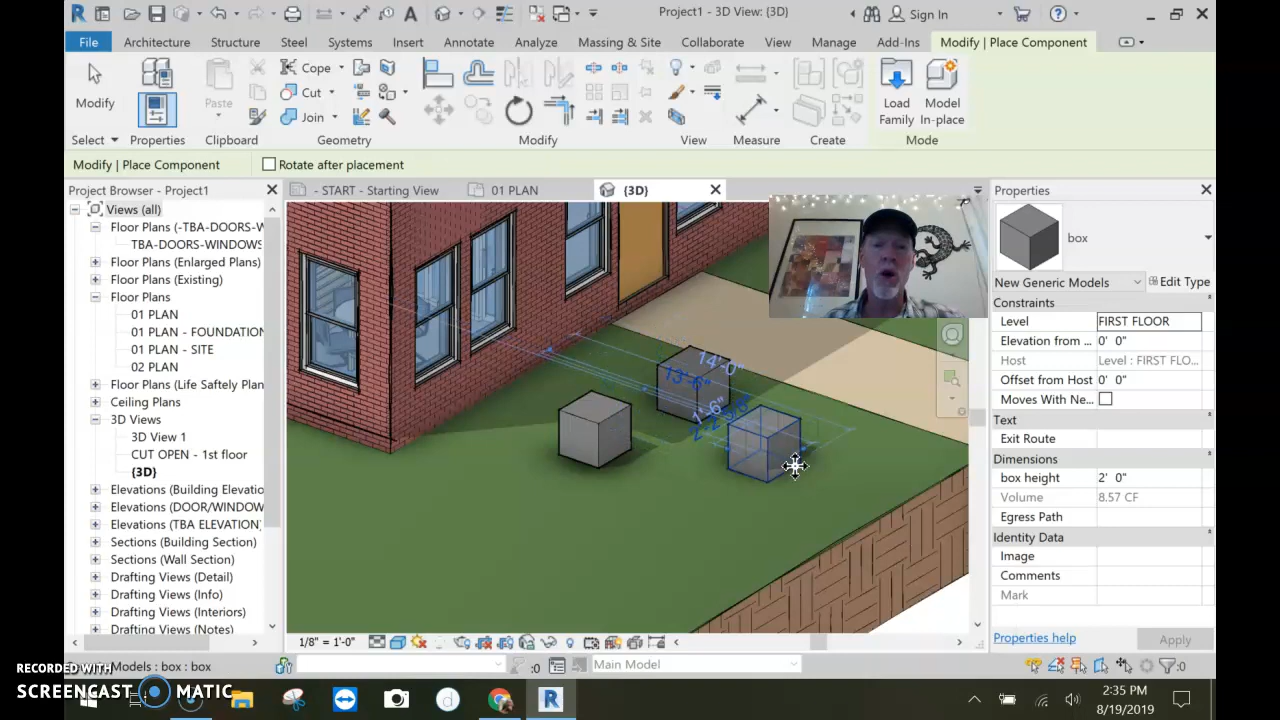 Project1 - 3D View: {3D}
Sign In
File
Architecture
Structure
Steel
Systems
Insert
Annotate
Analyze
Massing & Site
Collaborate
View
Manage
Add-Ins
Modify | Place Component
Modify
Paste
Cope
Cut
Join
Load
Family
Model
In-place
Select
Properties
Clipboard
Geometry
Modify
View
Measure
Create
Mode
Modify | Place Component
Rotate after placement
Project Browser - Project1
- START - Starting View
01 PLAN
{3D}
Properties
Views (all)
Floor Plans (-TBA-DOORS-W
TBA-DOORS-WINDOWS
Floor Plans (Enlarged Plans)
Floor Plans (Existing)
Floor Plans
01 PLAN
01 PLAN - FOUNDATION
01 PLAN - SITE
02 PLAN
Floor Plans (Life Saftely Plan
Ceiling Plans
3D Views
3D View 1
CUT OPEN - 1st floor
{3D}
Elevations (Building Elevatio
Elevations (DOOR/WINDOW
Elevations (TBA ELEVATION)
Sections (Building Section)
Sections (Wall Section)
Drafting Views (Detail)
Drafting Views (Info)
Drafting Views (Interiors)
Drafting Views (Notes)
14'-0"
13'-6"
1'-6"
box
New Generic Models
Edit Type
Constraints
Level FIRST FLOOR
Elevation from ... 0' 0"
Host Level : FIRST FLO...
Offset from Host 0' 0"
Moves With Ne...
Text
Exit Route
Dimensions
box height 2' 0"
Volume 8.57 CF
Egress Path
Identity Data
Image
Comments
Mark
Properties help
Apply
1/8" = 1'-0"
Models : box : box
:0
Main Model
:0
RECORDED WITH
SCREENCAST MATIC
2:35 PM
8/19/2019